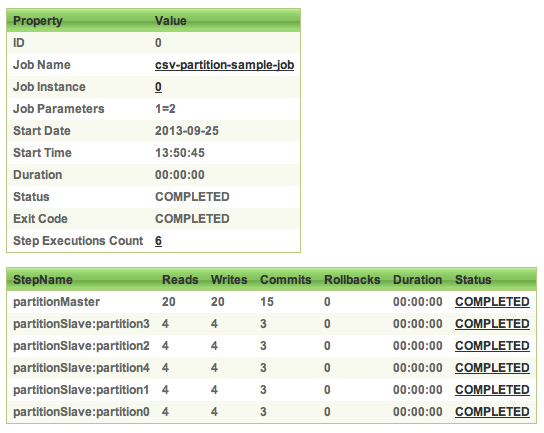 Property Value
ID 0
Job Name csv-partition-sample-job
Job Instance 0
Job Parameters 1=2
Start Date 2013-09-25
Start Time 13:50:45
Duration 00:00:00
Status COMPLETED
Exit Code COMPLETED
Step Executions Count 6
StepName Reads Writes Commits Rollbacks Duration Status
partitionMaster 20 20 15 0 00:00:00 COMPLETED
partitionSlave:partition3 4 4 3 0 00:00:00 COMPLETED
partitionSlave:partition2 4 4 3 0 00:00:00 COMPLETED
partitionSlave:partition4 4 4 3 0 00:00:00 COMPLETED
partitionSlave:partition1 4 4 3 0 00:00:00 COMPLETED
partitionSlave:partition0 4 4 3 0 00:00:00 COMPLETED